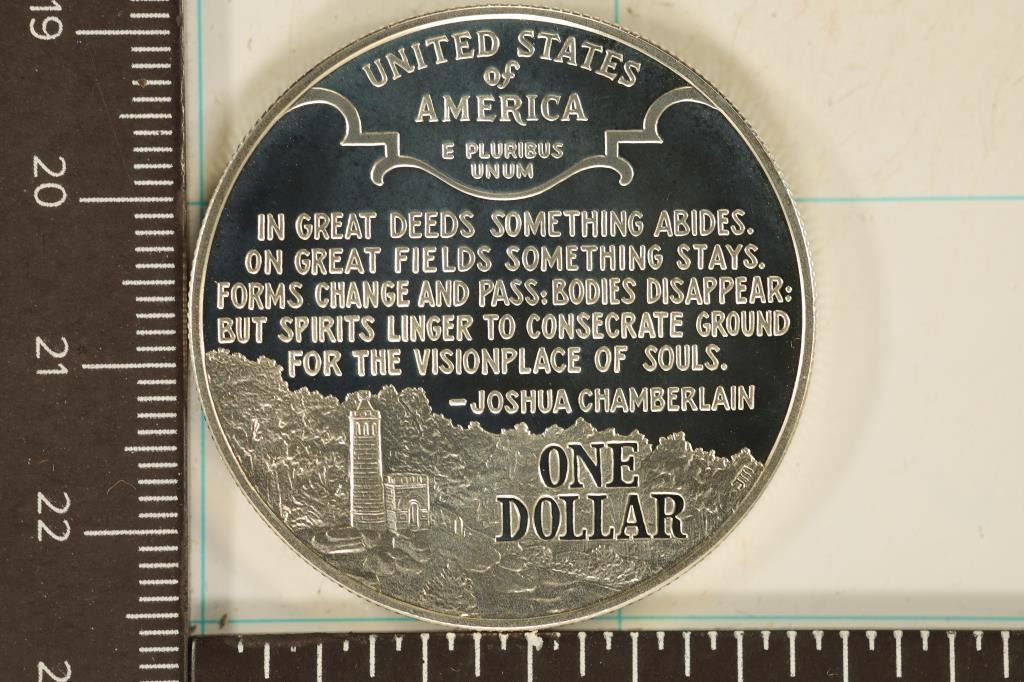 UNITED STATES
of
AMERICA
E PLURIBUS
UNUM
IN GREAT DEEDS SOMETHING ABIDES.
ON GREAT FIELDS SOMETHING STAYS.
FORMS CHANGE AND PASS: BODIES DISAPPEAR:
BUT SPIRITS LINGER TO CONSECRATE GROUND
FOR THE VISIONPLACE OF SOULS.
-JOSHUA CHAMBERLAIN
ONE
DOLLAR
19
20
21
22